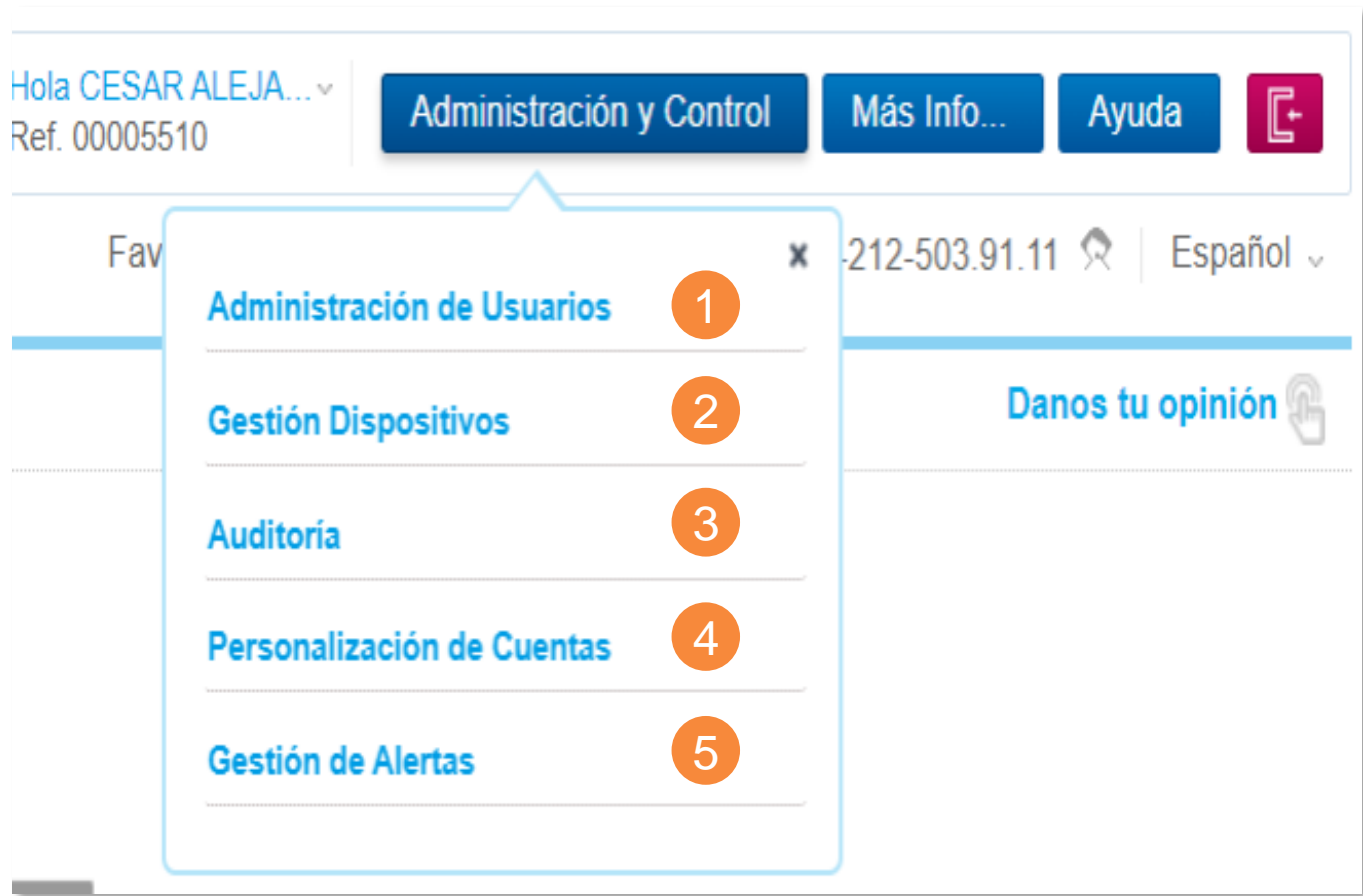 Hola CESAR ALEJA...
Ref. 00005510
Administración y Control
Más Info...
Ayuda
Fav
x
-212-503.91.11
Español
Administración de Usuarios 1
Gestión Dispositivos 2
Danos tu opinión
Auditoría 3
Personalización de Cuentas 4
Gestión de Alertas 5